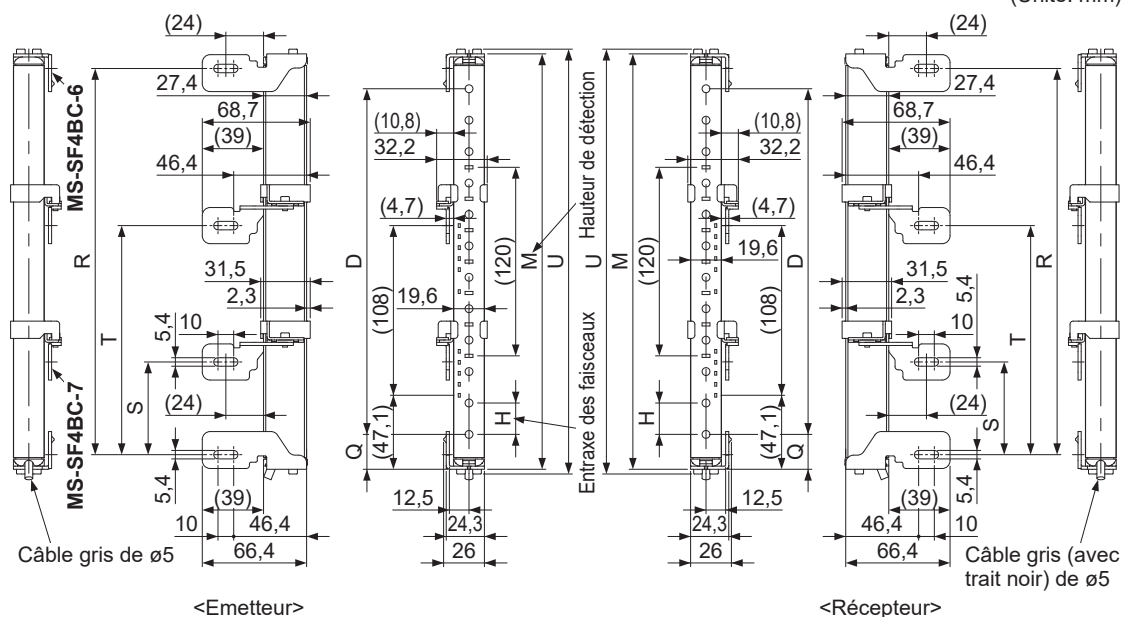 (Unité: mm)
(24)
27,4
68,7
(39)
46,4
MS-SF4BC-6
R
T
S
31,5
2,3
10
5,4
(24)
MS-SF4BC-7
5,4
(39)
10
46,4
66,4
Câble gris de ø5
<Emetteur>
(10,8)
32,2
(4,7)
D
(108)
19,6
(120)
M
U
Hauteur de détection
Entraxe des faisceaux
H
Q
(47,1)
12,5
24,3
26
U
M
(120)
(10,8)
32,2
(4,7)
19,6
D
(108)
H
Q
(47,1)
12,5
24,3
26
(24)
27,4
68,7
(39)
46,4
31,5
2,3
5,4
10
(24)
R
T
S
5,4
(39)
46,4
10
66,4
Câble gris (avec
trait noir) de ø5
<Récepteur>